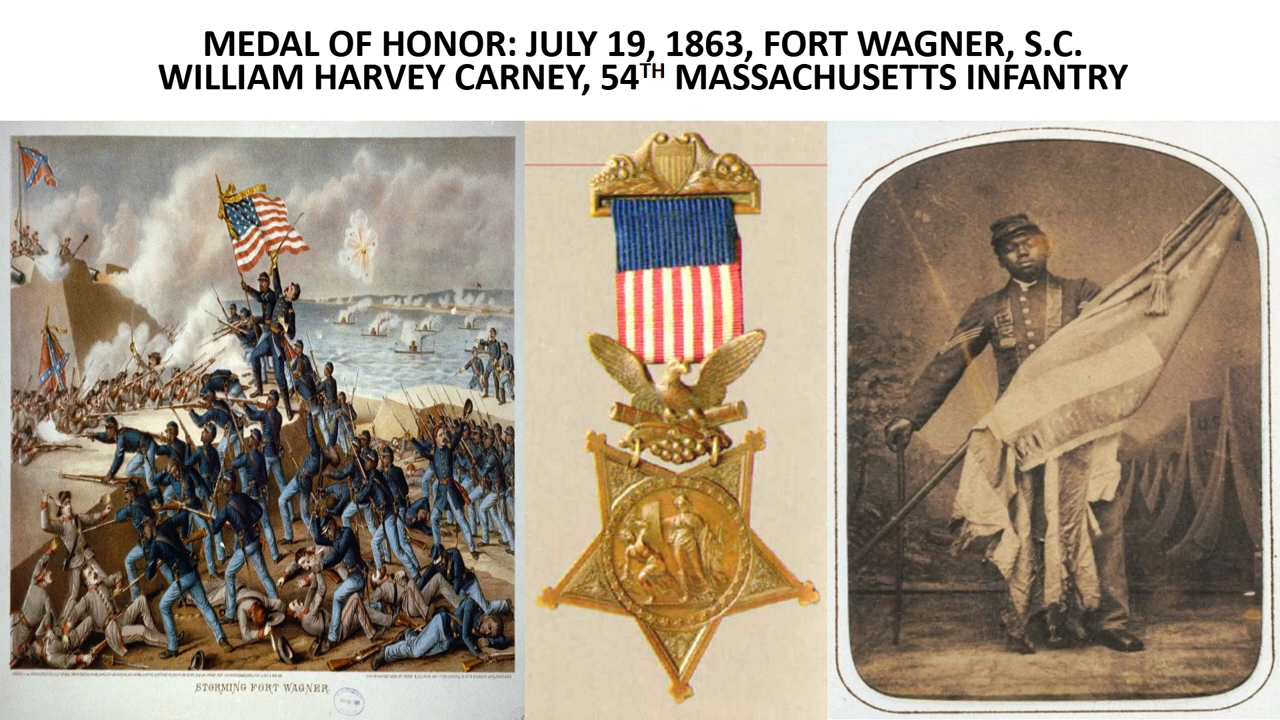 MEDAL OF HONOR: JULY 19, 1863, FORT WAGNER, S.C.
WILLIAM HARVEY CARNEY, 54TH MASSACHUSETTS INFANTRY
STORMING FORT WAGNER